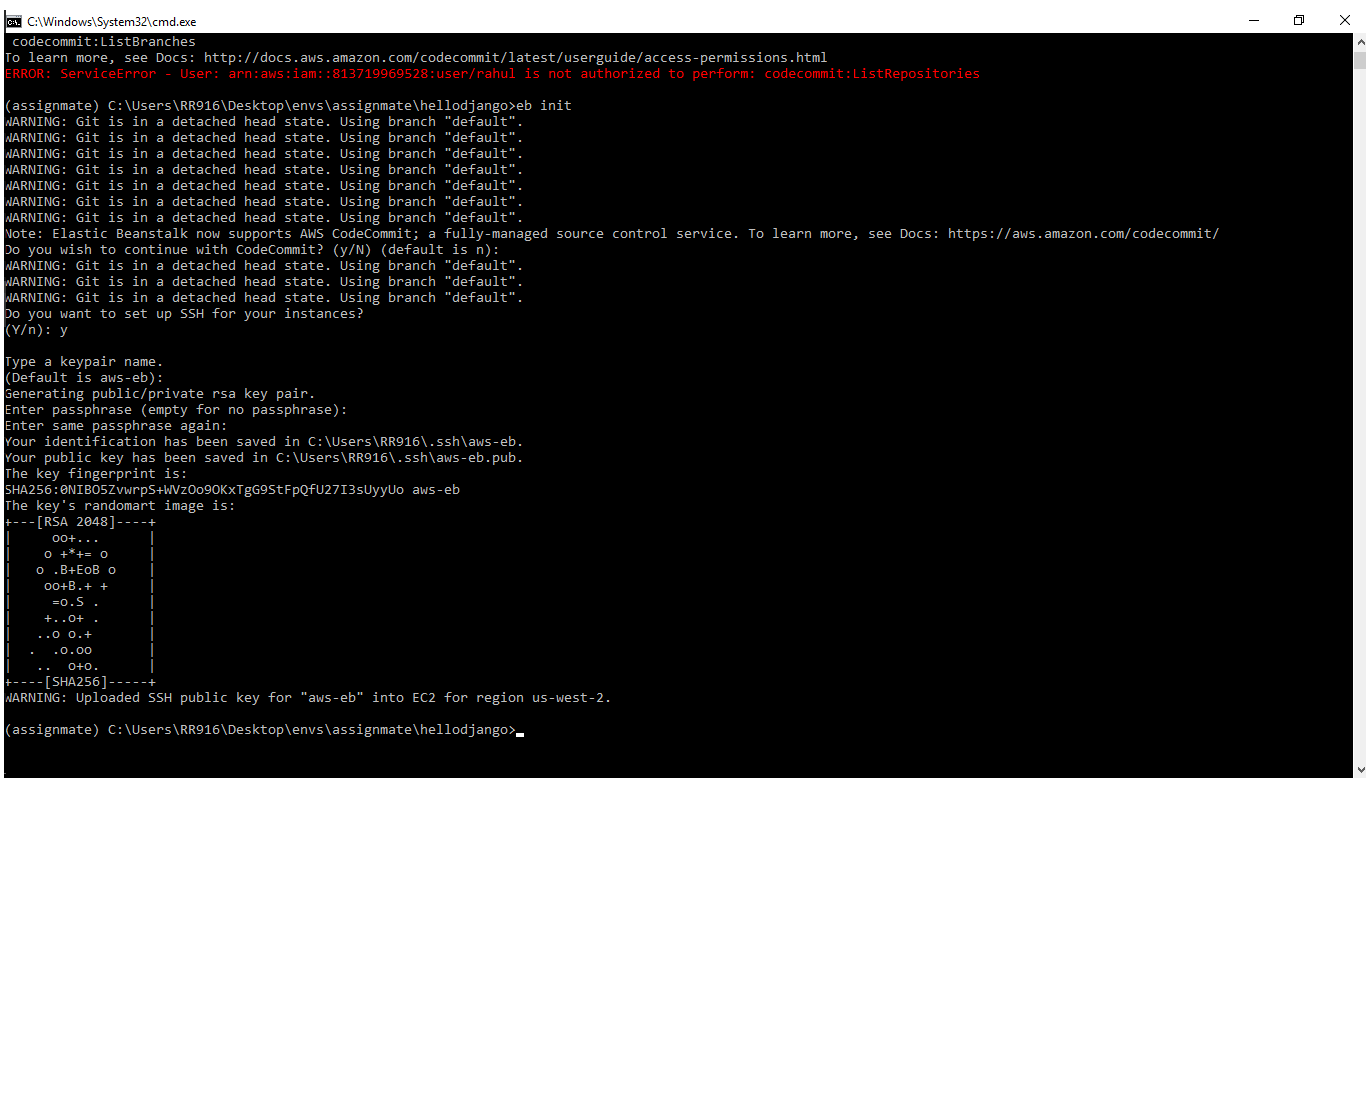 C:\Windows\System32\cmd.exe
codecommit:ListBranches
To learn more, see Docs: http://docs.aws.amazon.com/codecommit/latest/userguide/access-permissions.html
ERROR: ServiceError - User: arn:aws:iam::813719969528:user/rahul is not authorized to perform: codecommit:ListRepositories
(assignmate) C:\Users\RR916\Desktop\envs\assignmate\hellodjango>eb init
WARNING: Git is in a detached head state. Using branch "default".
WARNING: Git is in a detached head state. Using branch "default".
WARNING: Git is in a detached head state. Using branch "default".
WARNING: Git is in a detached head state. Using branch "default".
WARNING: Git is in a detached head state. Using branch "default".
WARNING: Git is in a detached head state. Using branch "default".
WARNING: Git is in a detached head state. Using branch "default".
Note: Elastic Beanstalk now supports AWS CodeCommit; a fully-managed source control service. To learn more, see Docs: https://aws.amazon.com/codecommit/
Do you wish to continue with CodeCommit? (y/N) (default is n):
WARNING: Git is in a detached head state. Using branch "default".
WARNING: Git is in a detached head state. Using branch "default".
WARNING: Git is in a detached head state. Using branch "default".
Do you want to set up SSH for your instances?
(Y/n): y
Type a keypair name.
(Default is aws-eb):
Generating public/private rsa key pair.
Enter passphrase (empty for no passphrase):
Enter same passphrase again:
Your identification has been saved in C:\Users\RR916\.ssh\aws-eb.
Your public key has been saved in C:\Users\RR916\.ssh\aws-eb.pub.
The key fingerprint is:
SHA256:0NIBO5ZvwrpS+WVzOo9OKxTgG9StFpQfU27I3sUyyUo aws-eb
The key's randomart image is:
+---[RSA 2048]----+
|     oo+...      |
|    o +*+= o     |
|   o .B+EoB o    |
|    oo+B.+ +     |
|     =o.S .      |
|    +..o+ .      |
|   ..o o.+       |
|  .  .o.oo       |
|   ..  o+o.      |
+----[SHA256]-----+
WARNING: Uploaded SSH public key for "aws-eb" into EC2 for region us-west-2.
(assignmate) C:\Users\RR916\Desktop\envs\assignmate\hellodjango>